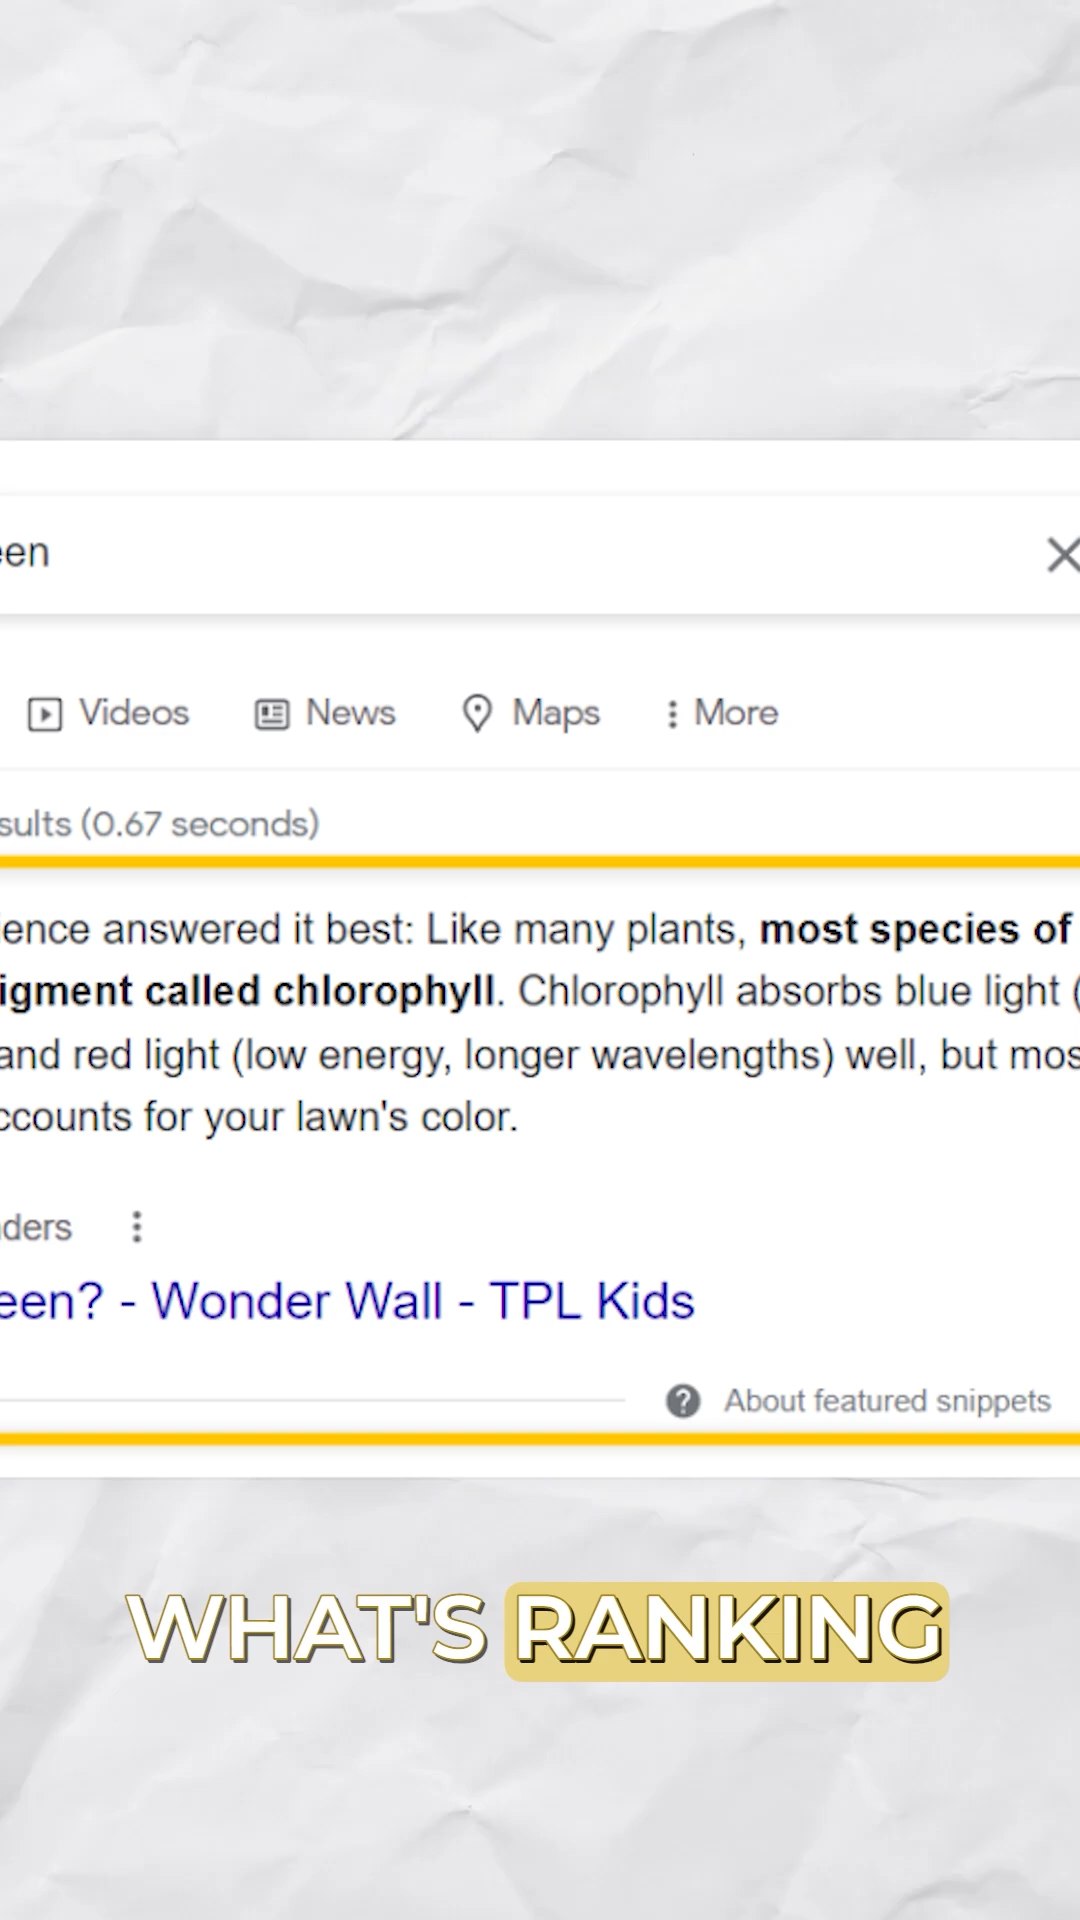 een
Videos
News
Maps
More
sults (0.67 seconds)
ience answered it best: Like many plants, most species of
igment called chlorophyll. Chlorophyll absorbs blue light (
and red light (low energy, longer wavelengths) well, but mos
ccounts for your lawn's color.
ders
een? - Wonder Wall - TPL Kids
About featured snippets
WHAT'S RANKING